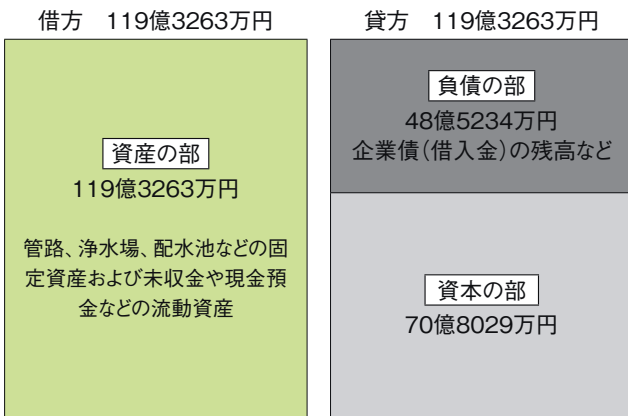 借方　119億3263万円
貸方　119億3263万円
資産の部
119億3263万円
管路、浄水場、配水池などの固
定資産および未収金や現金預
金などの流動資産
負債の部
48億5234万円
企業債(借入金)の残高など
資本の部
70億8029万円